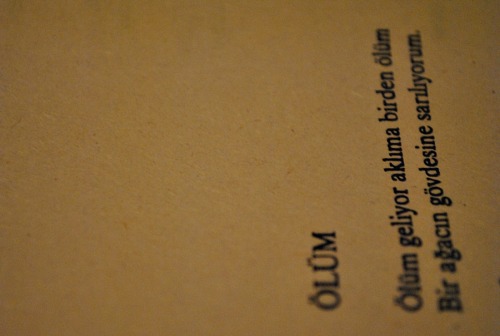 ÖLÜM
Ölüm geliyor aklıma birden ölüm
Bir ağacın gövdesine sarılıyorum.